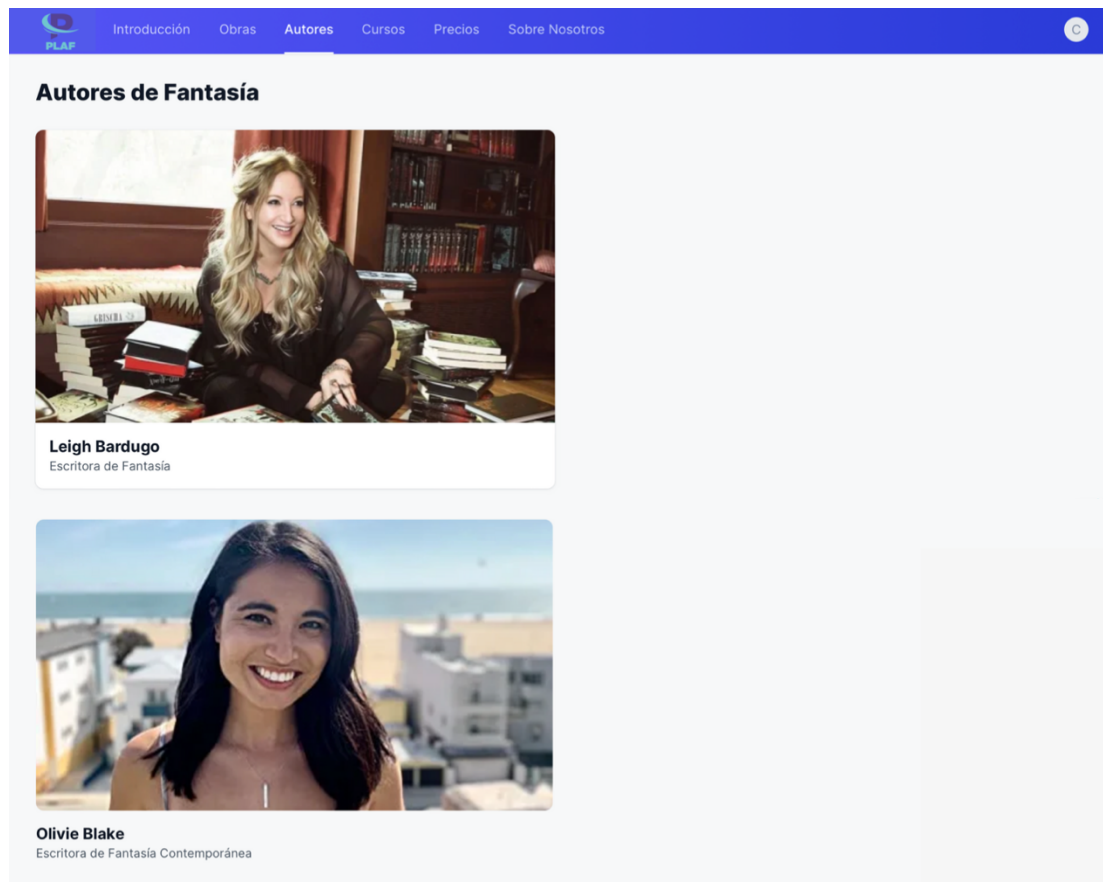 PLAF
Introducción
Obras
Autores
Cursos
Precios
Sobre Nosotros
C
Autores de Fantasía
GRISCHA
Leigh Bardugo
Escritora de Fantasía
Olivie Blake
Escritora de Fantasía Contemporánea